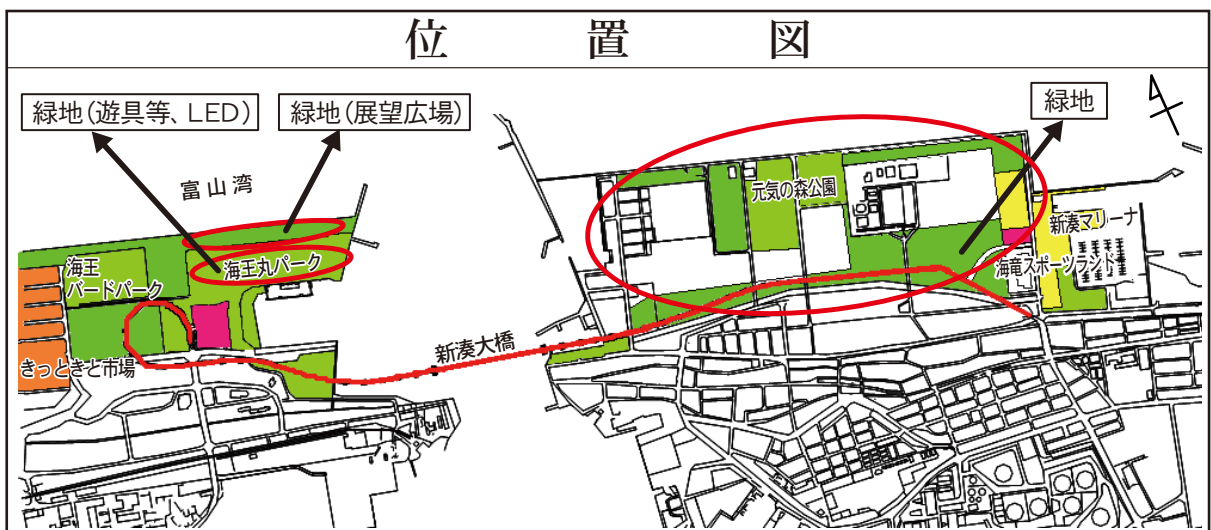 位置図
緑地(遊具等、LED)
緑地(展望広場)
緑地
富山湾
元気の森公園
新湊マリーナ
海王
バードパーク
海王丸パーク
海竜スポーツランド
きっときと市場
新湊大橋